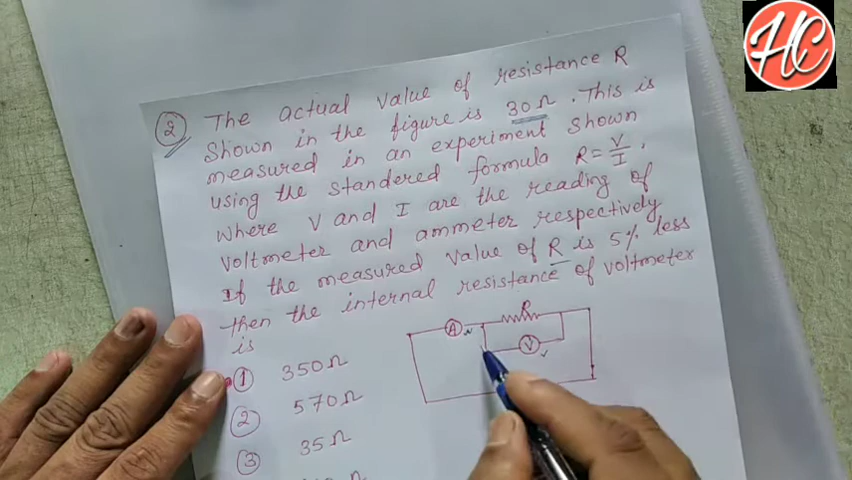 HC
② The actual value of resistance R
shown in the figure is 30Ω. This is
measured in an experiment shown
using the standered formula R = V/I,
where V and I are the reading of
voltmeter and ammeter respectively
If the measured value of R is 5% less
then the internal resistance of voltmeter
is
R
A
V
① 350Ω
② 570Ω
③ 35Ω